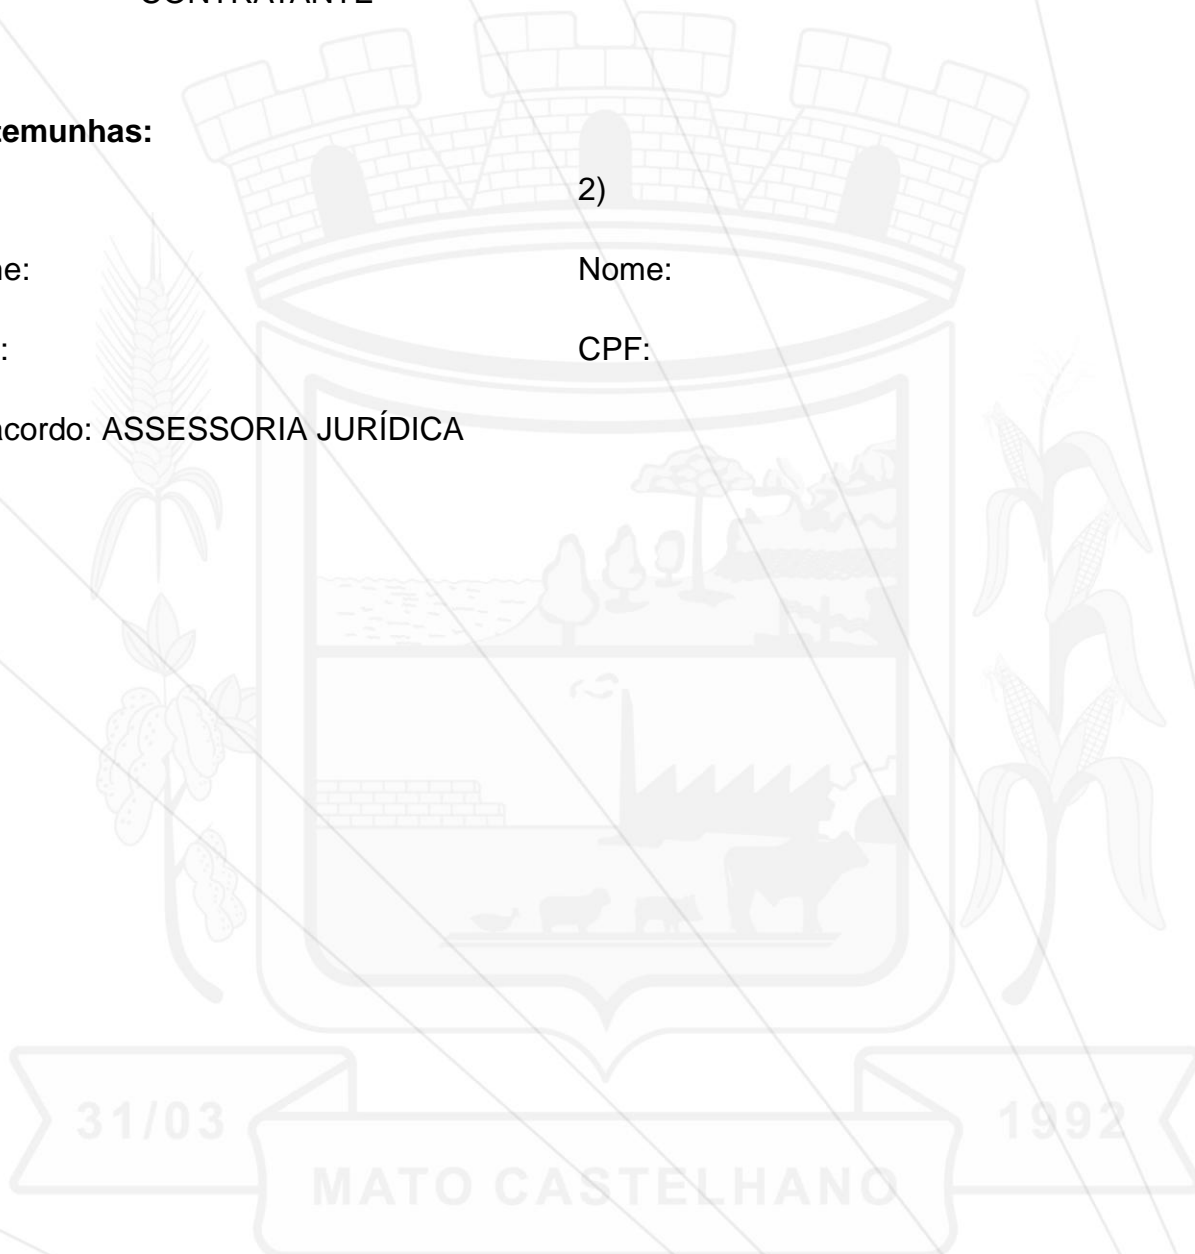 CONTRATANTE
temunhas:
2)
ne:
Nome:
:
CPF:
acordo: ASSESSORIA JURÍDICA
31/03
1992
MATO CASTELHANO